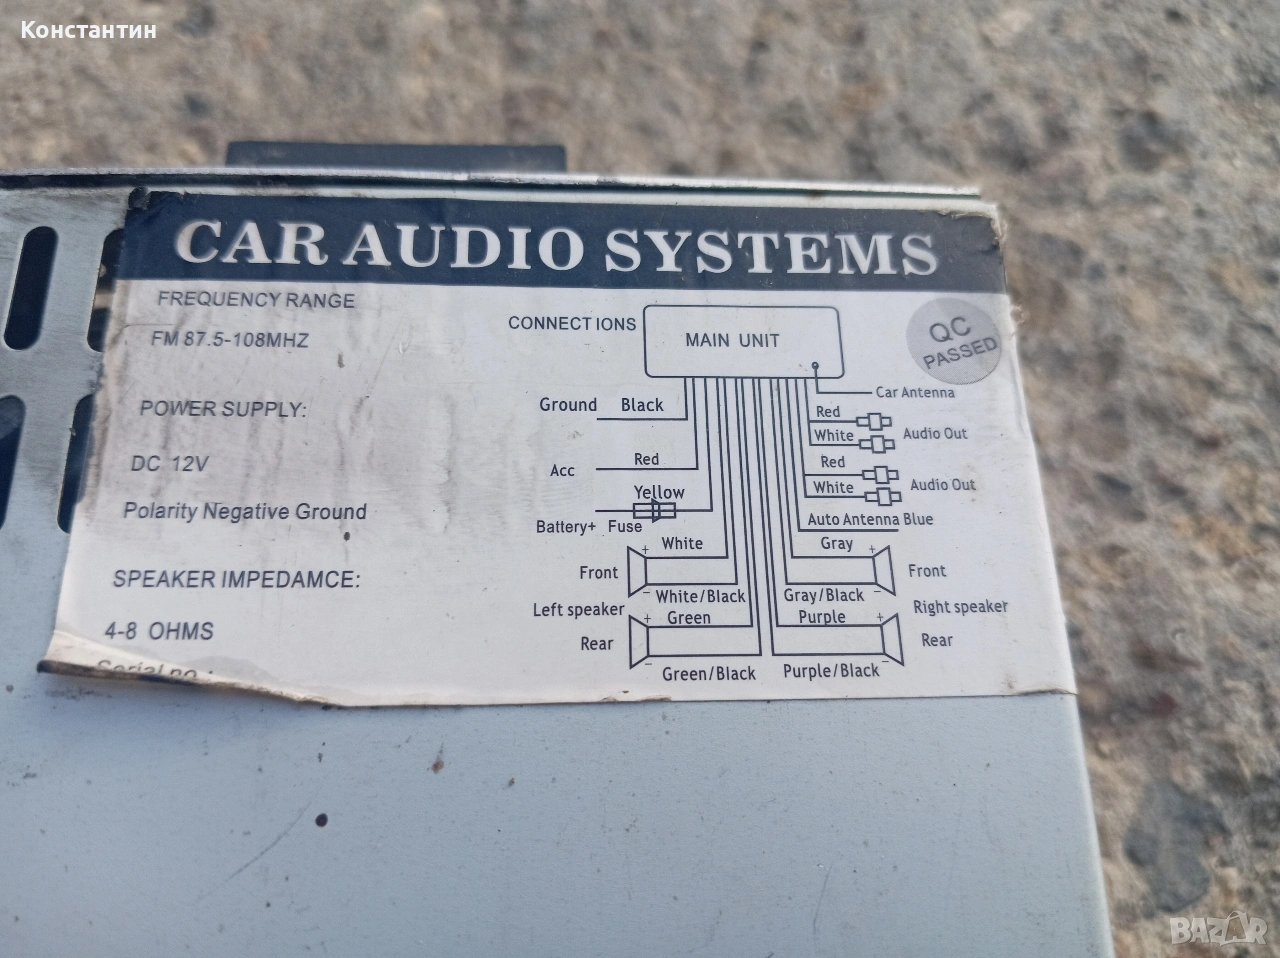 Константин
CAR AUDIO SYSTEMS
FREQUENCY RANGE
FM 87.5-108MHZ
POWER SUPPLY:
DC 12V
Polarity Negative Ground
SPEAKER IMPEDAMCE:
4-8 OHMS
Serial no :
CONNECTIONS
MAIN UNIT
QC
PASSED
Car Antenna
Ground Black
Red
White
Audio Out
Acc
Red
Red
White
Audio Out
Yellow
Battery+ Fuse
Auto Antenna Blue
+ White
Front
− White/Black
Left speaker
+ Green
Rear
− Green/Black
Gray +
Front
Gray/Black −
Right speaker
Purple +
Rear
Purple/Black −
BAZAR